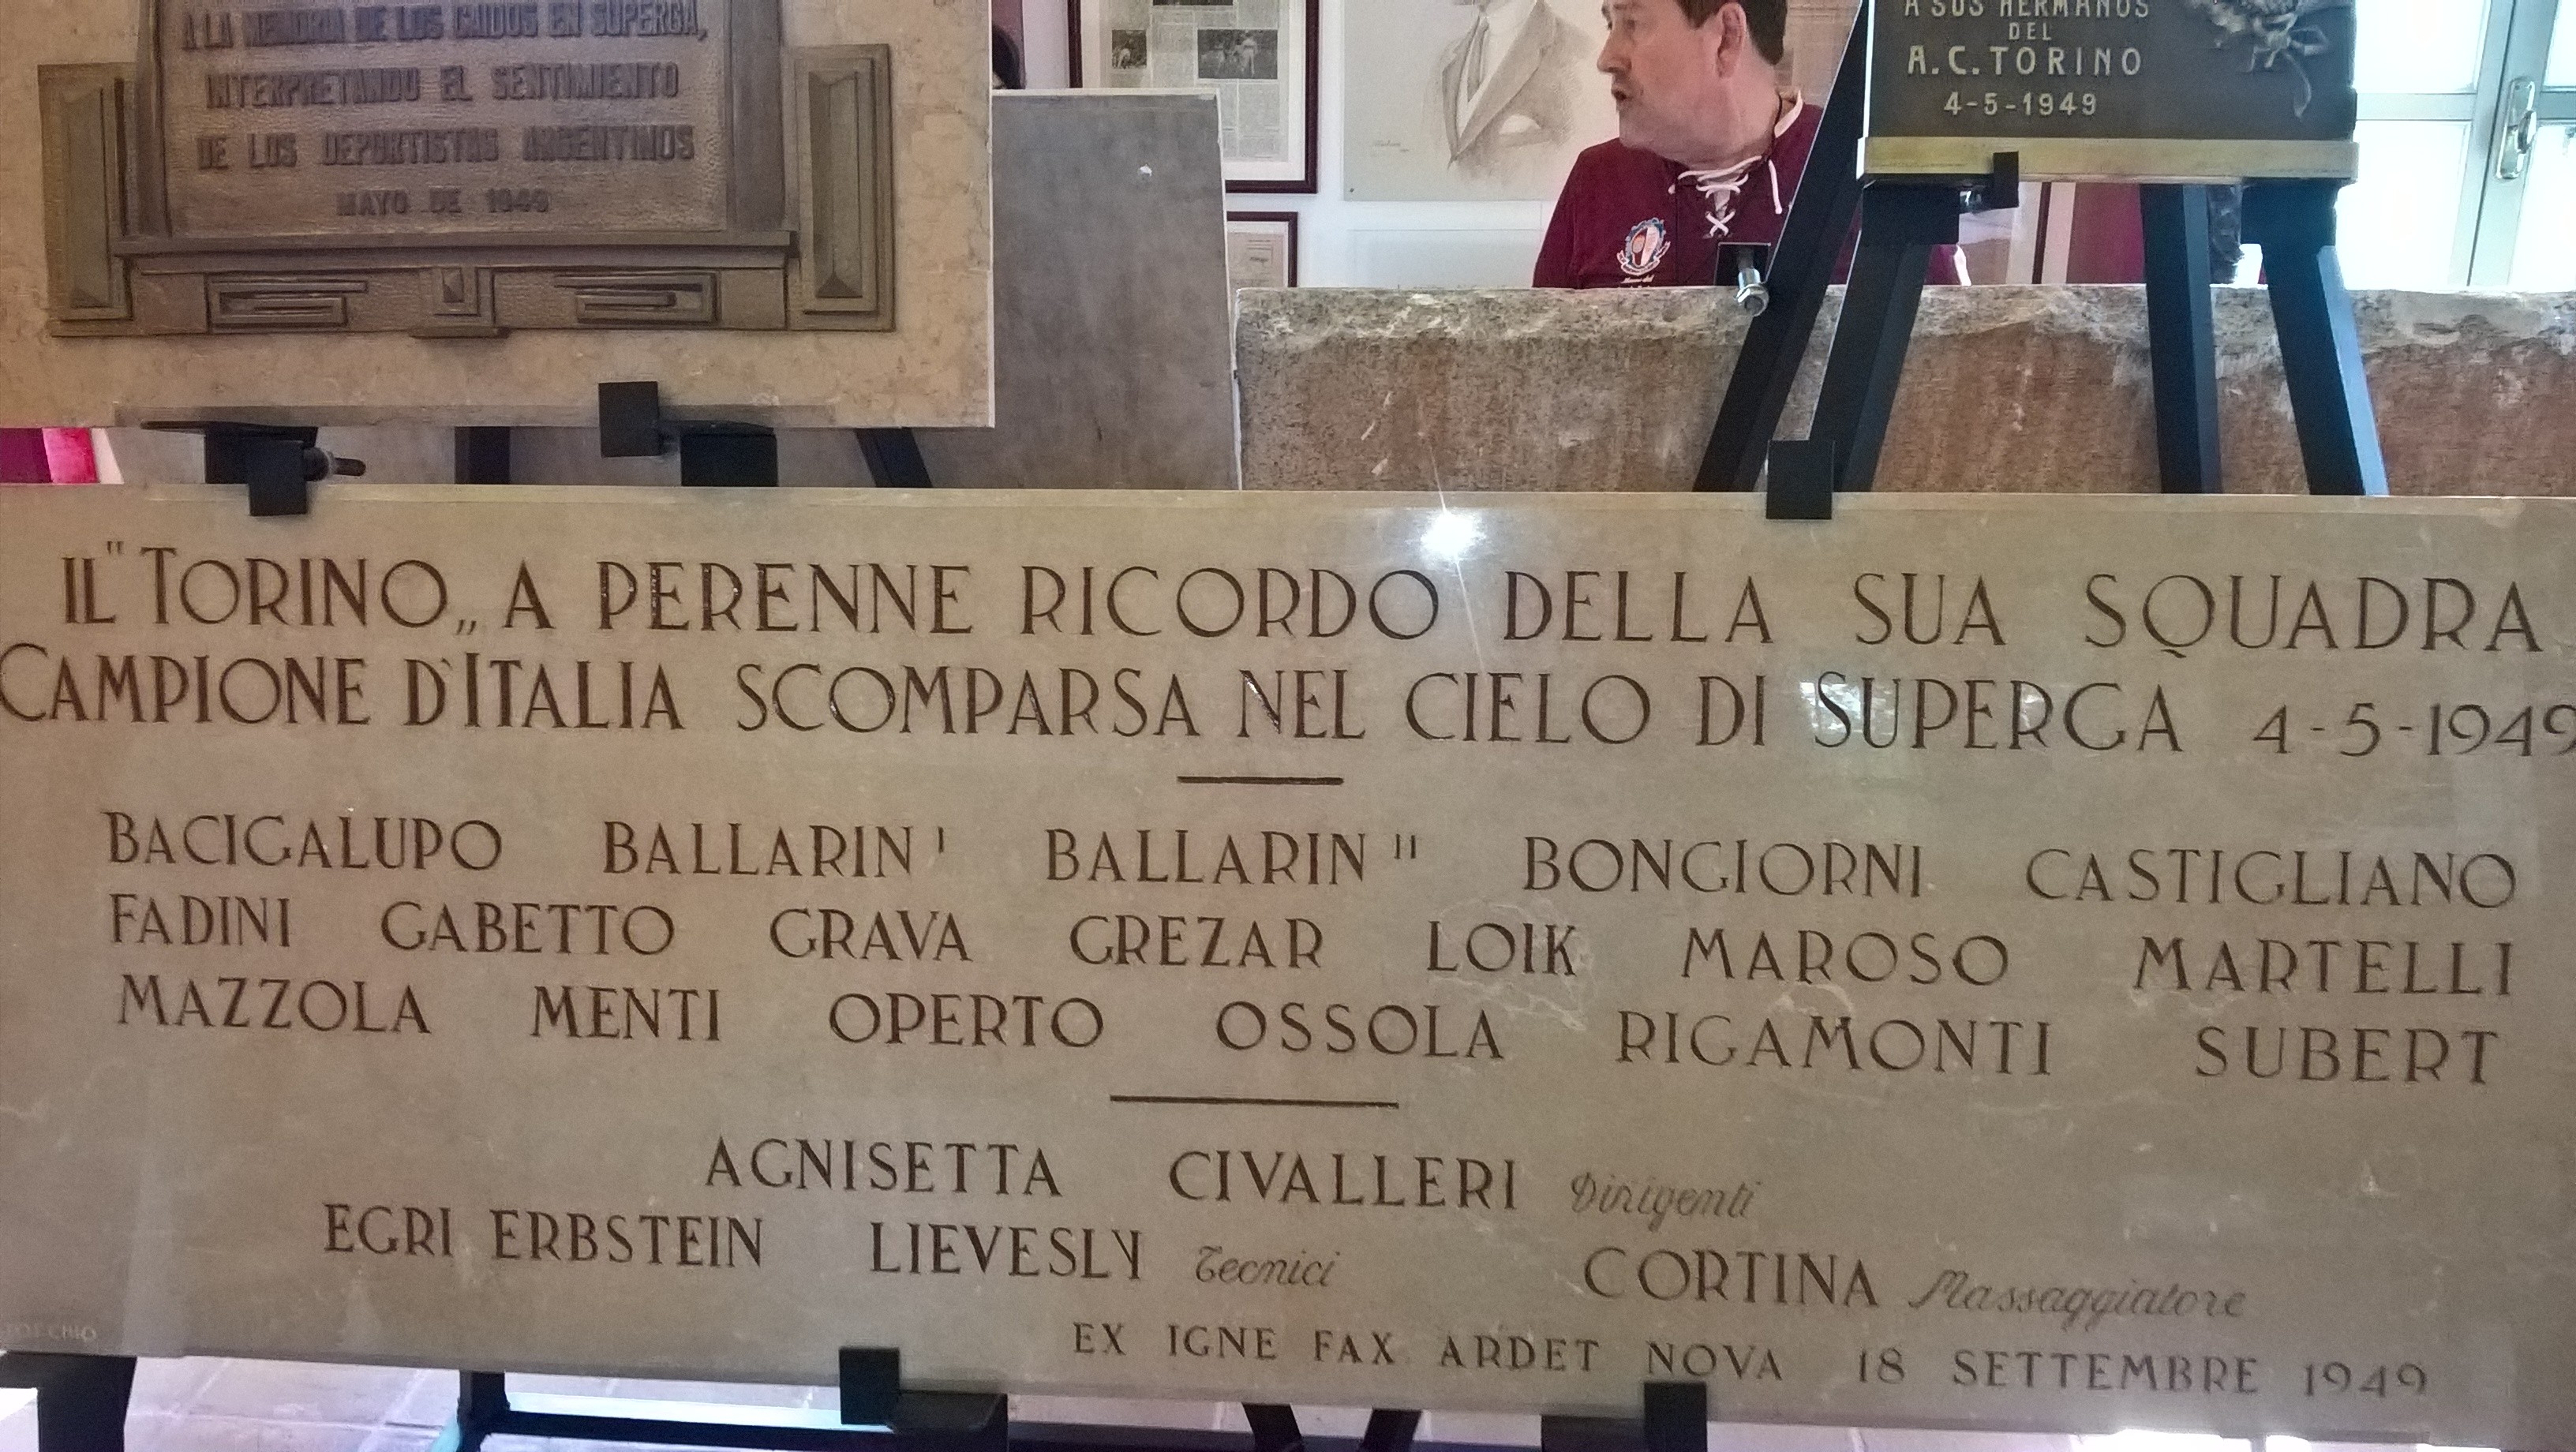 A LA MEMORIA DE LOS CAIDOS EN SUPERGA,
INTERPRETANDO EL SENTIMIENTO
DE LOS DEPORTISTAS ARGENTINOS
MAYO DE 1949
A SUS HERMANOS
DEL
A.C. TORINO
4-5-1949
IL "TORINO„ A PERENNE RICORDO DELLA SUA SQUADRA
CAMPIONE D'ITALIA SCOMPARSA NEL CIELO DI SUPERGA 4-5-1949
BACIGALUPO BALLARIN I BALLARIN II BONGIORNI CASTIGLIANO
FADINI GABETTO GRAVA GREZAR LOIK MAROSO MARTELLI
MAZZOLA MENTI OPERTO OSSOLA RIGAMONTI SUBERT
AGNISETTA CIVALLERI Dirigenti
EGRI ERBSTEIN LIEVESLY Tecnici CORTINA Massaggiatore
EX IGNE FAX ARDET NOVA 18 SETTEMBRE 1949